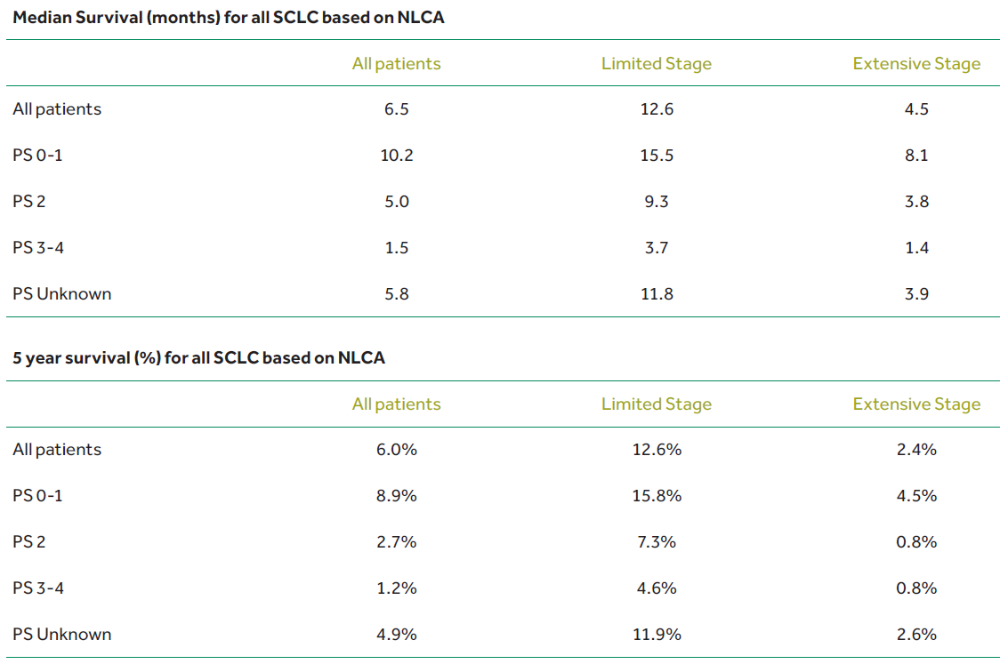 Median Survival (months) for all SCLC based on NLCA
All patients Limited Stage Extensive Stage
All patients 6.5 12.6 4.5
PS 0-1 10.2 15.5 8.1
PS 2 5.0 9.3 3.8
PS 3-4 1.5 3.7 1.4
PS Unknown 5.8 11.8 3.9
5 year survival (%) for all SCLC based on NLCA
All patients Limited Stage Extensive Stage
All patients 6.0% 12.6% 2.4%
PS 0-1 8.9% 15.8% 4.5%
PS 2 2.7% 7.3% 0.8%
PS 3-4 1.2% 4.6% 0.8%
PS Unknown 4.9% 11.9% 2.6%